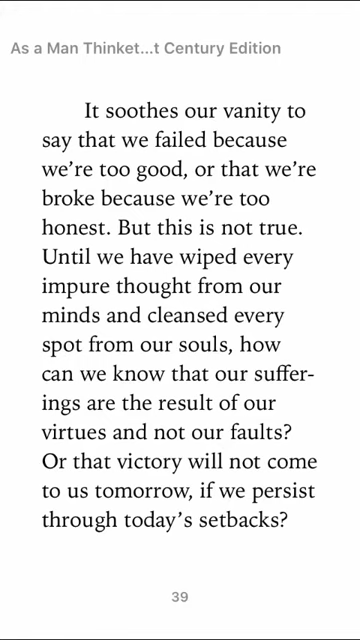 As a Man Thinket...t Century Edition
It soothes our vanity to
say that we failed because
we’re too good, or that we’re
broke because we’re too
honest. But this is not true.
Until we have wiped every
impure thought from our
minds and cleansed every
spot from our souls, how
can we know that our suffer-
ings are the result of our
virtues and not our faults?
Or that victory will not come
to us tomorrow, if we persist
through today’s setbacks?
39